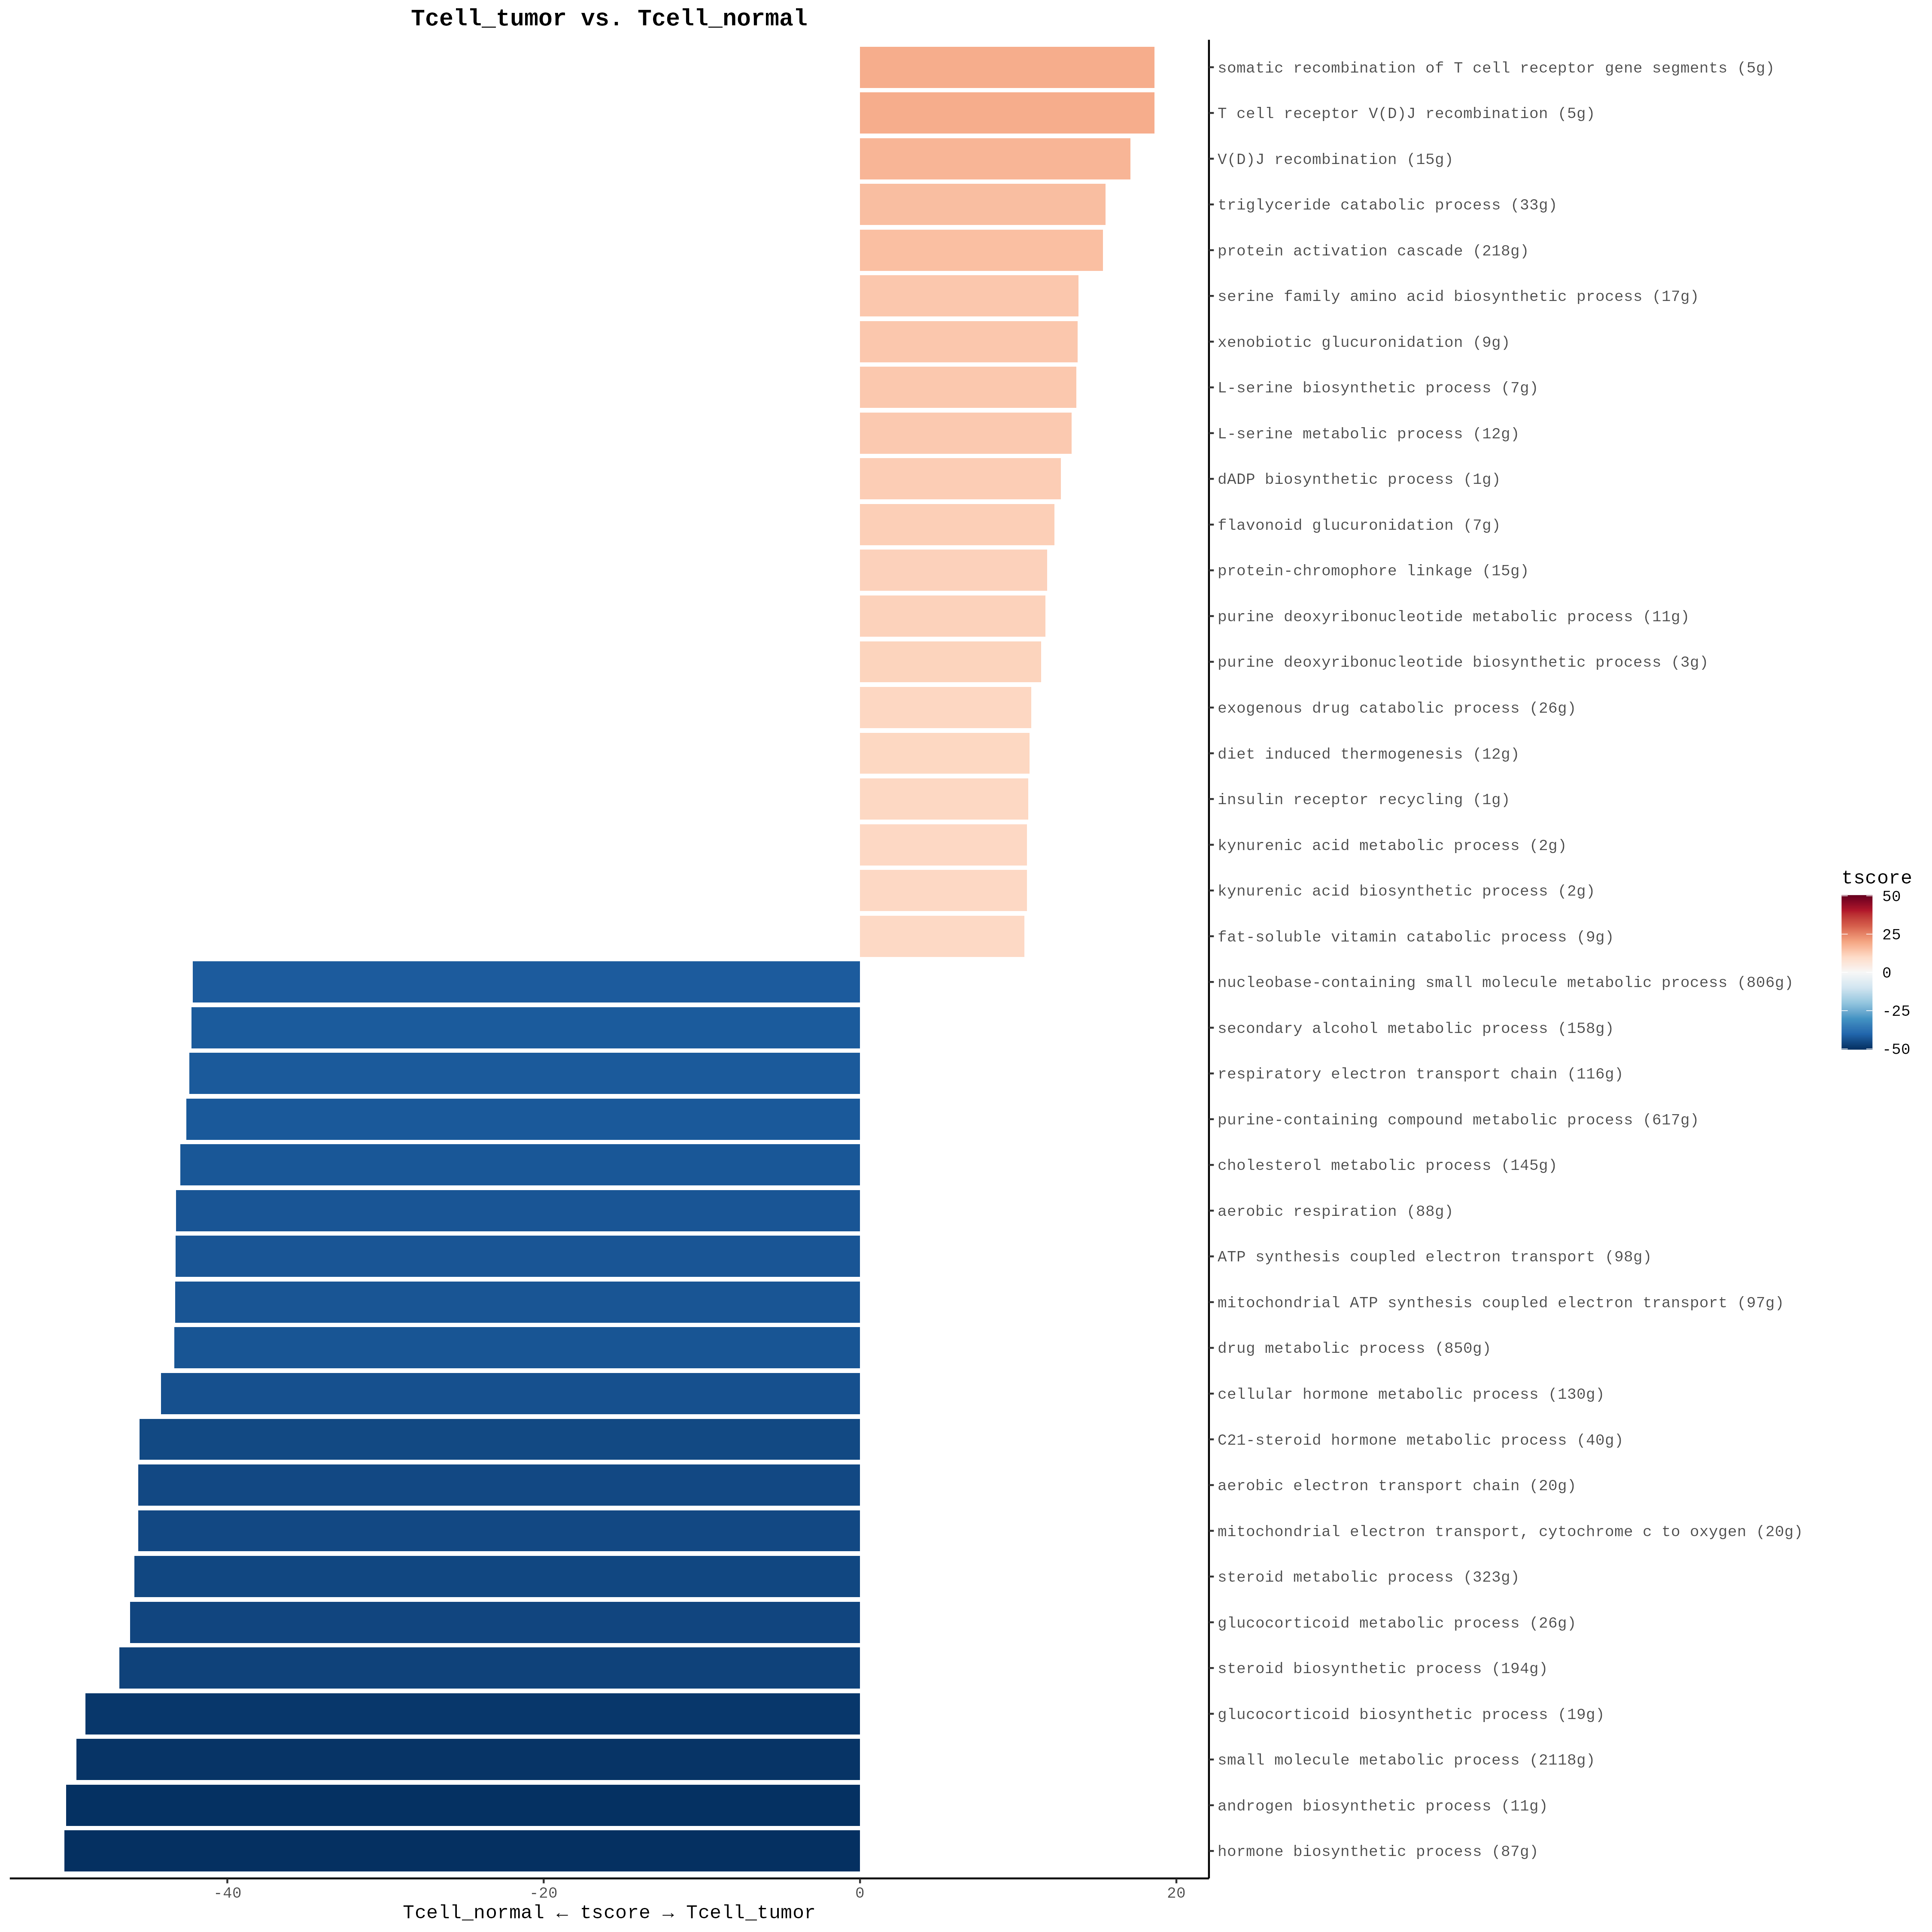 Tcell_tumor vs. Tcell_normal
somatic recombination of T cell receptor gene segments (5g)
T cell receptor V(D)J recombination (5g)
V(D)J recombination (15g)
triglyceride catabolic process (33g)
protein activation cascade (218g)
serine family amino acid biosynthetic process (17g)
xenobiotic glucuronidation (9g)
L-serine biosynthetic process (7g)
L-serine metabolic process (12g)
dADP biosynthetic process (1g)
flavonoid glucuronidation (7g)
protein-chromophore linkage (15g)
purine deoxyribonucleotide metabolic process (11g)
purine deoxyribonucleotide biosynthetic process (3g)
exogenous drug catabolic process (26g)
diet induced thermogenesis (12g)
insulin receptor recycling (1g)
kynurenic acid metabolic process (2g)
kynurenic acid biosynthetic process (2g)
fat-soluble vitamin catabolic process (9g)
nucleobase-containing small molecule metabolic process (806g)
secondary alcohol metabolic process (158g)
respiratory electron transport chain (116g)
purine-containing compound metabolic process (617g)
cholesterol metabolic process (145g)
aerobic respiration (88g)
ATP synthesis coupled electron transport (98g)
mitochondrial ATP synthesis coupled electron transport (97g)
drug metabolic process (850g)
cellular hormone metabolic process (130g)
C21-steroid hormone metabolic process (40g)
aerobic electron transport chain (20g)
mitochondrial electron transport, cytochrome c to oxygen (20g)
steroid metabolic process (323g)
glucocorticoid metabolic process (26g)
steroid biosynthetic process (194g)
glucocorticoid biosynthetic process (19g)
small molecule metabolic process (2118g)
androgen biosynthetic process (11g)
hormone biosynthetic process (87g)
-40 -20 0 20
Tcell_normal ← tscore → Tcell_tumor
tscore
50
25
0
-25
-50